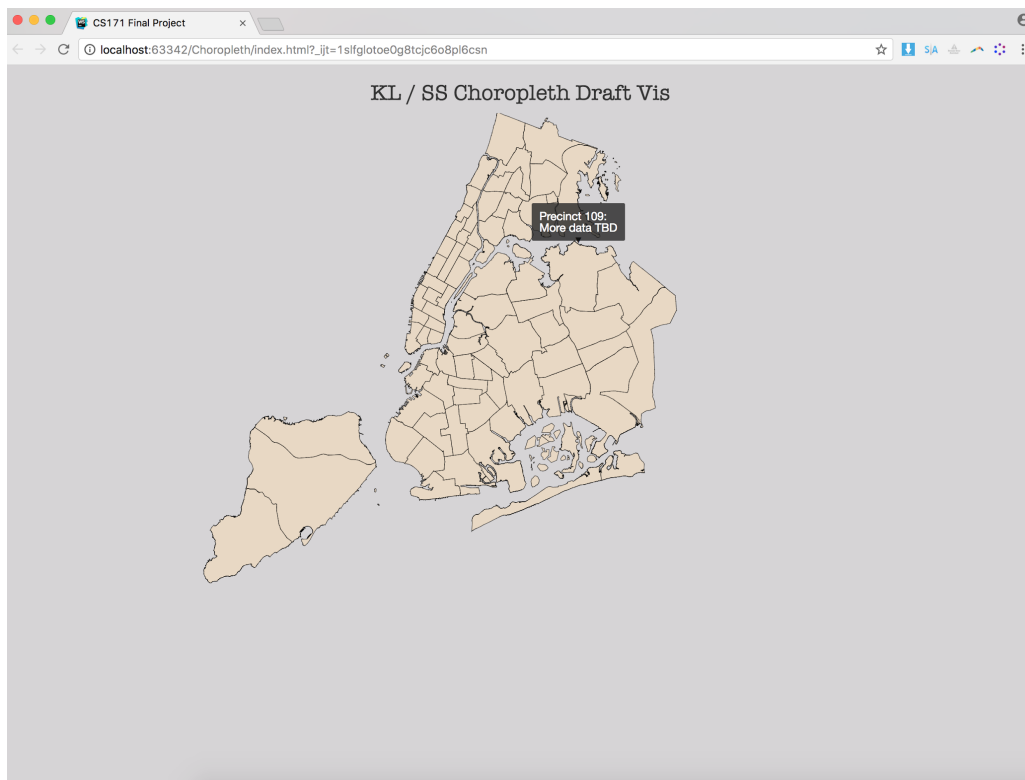 CS171 Final Project
localhost:63342/Choropleth/index.html?_ijt=1slfglotoe0g8tcjc6o8pl6csn
S|A
KL / SS Choropleth Draft Vis
Precinct 109:
More data TBD